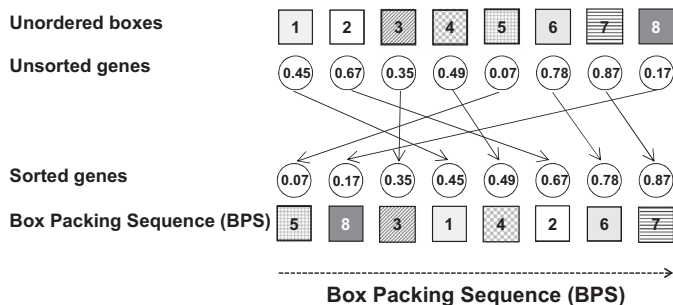 Unordered boxes 1 2 3 4 5 6 7 8
Unsorted genes 0.45 0.67 0.35 0.49 0.07 0.78 0.87 0.17
Sorted genes 0.07 0.17 0.35 0.45 0.49 0.67 0.78 0.87
Box Packing Sequence (BPS) 5 8 3 1 4 2 6 7
Box Packing Sequence (BPS)